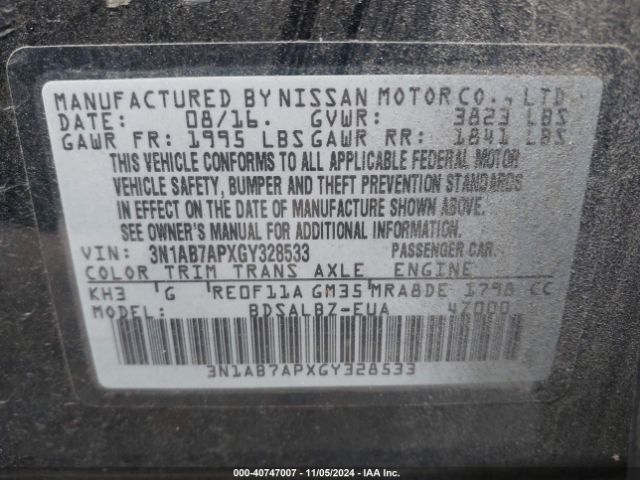 MANUFACTURED BY NISSAN MOTOR CO., LTD
DATE: 08/16. GVWR: 3823 LBS
GAWR FR: 1995 LBS GAWR RR: 1841 LBS
THIS VEHICLE CONFORMS TO ALL APPLICABLE FEDERAL MOTOR
VEHICLE SAFETY, BUMPER AND THEFT PREVENTION STANDARDS
IN EFFECT ON THE DATE OF MANUFACTURE SHOWN ABOVE.
SEE OWNER'S MANUAL FOR ADDITIONAL INFORMATION.
VIN: 3N1AB7APXGY328533 PASSENGER CAR.
COLOR TRIM TRANS AXLE ENGINE
KH3 G RE0F11A GM35 MRA8DE 1798 CC
MODEL: BDSALBZ-EUA 4Z000
3N1AB7APXGY328533
000-40747007 - 11/05/2024 - IAA Inc.